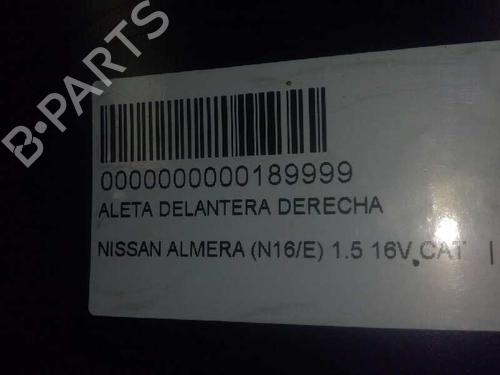 B-PARTS
0000000000189999
ALETA DELANTERA DERECHA
NISSAN ALMERA (N16/E) 1.5 16V CAT |